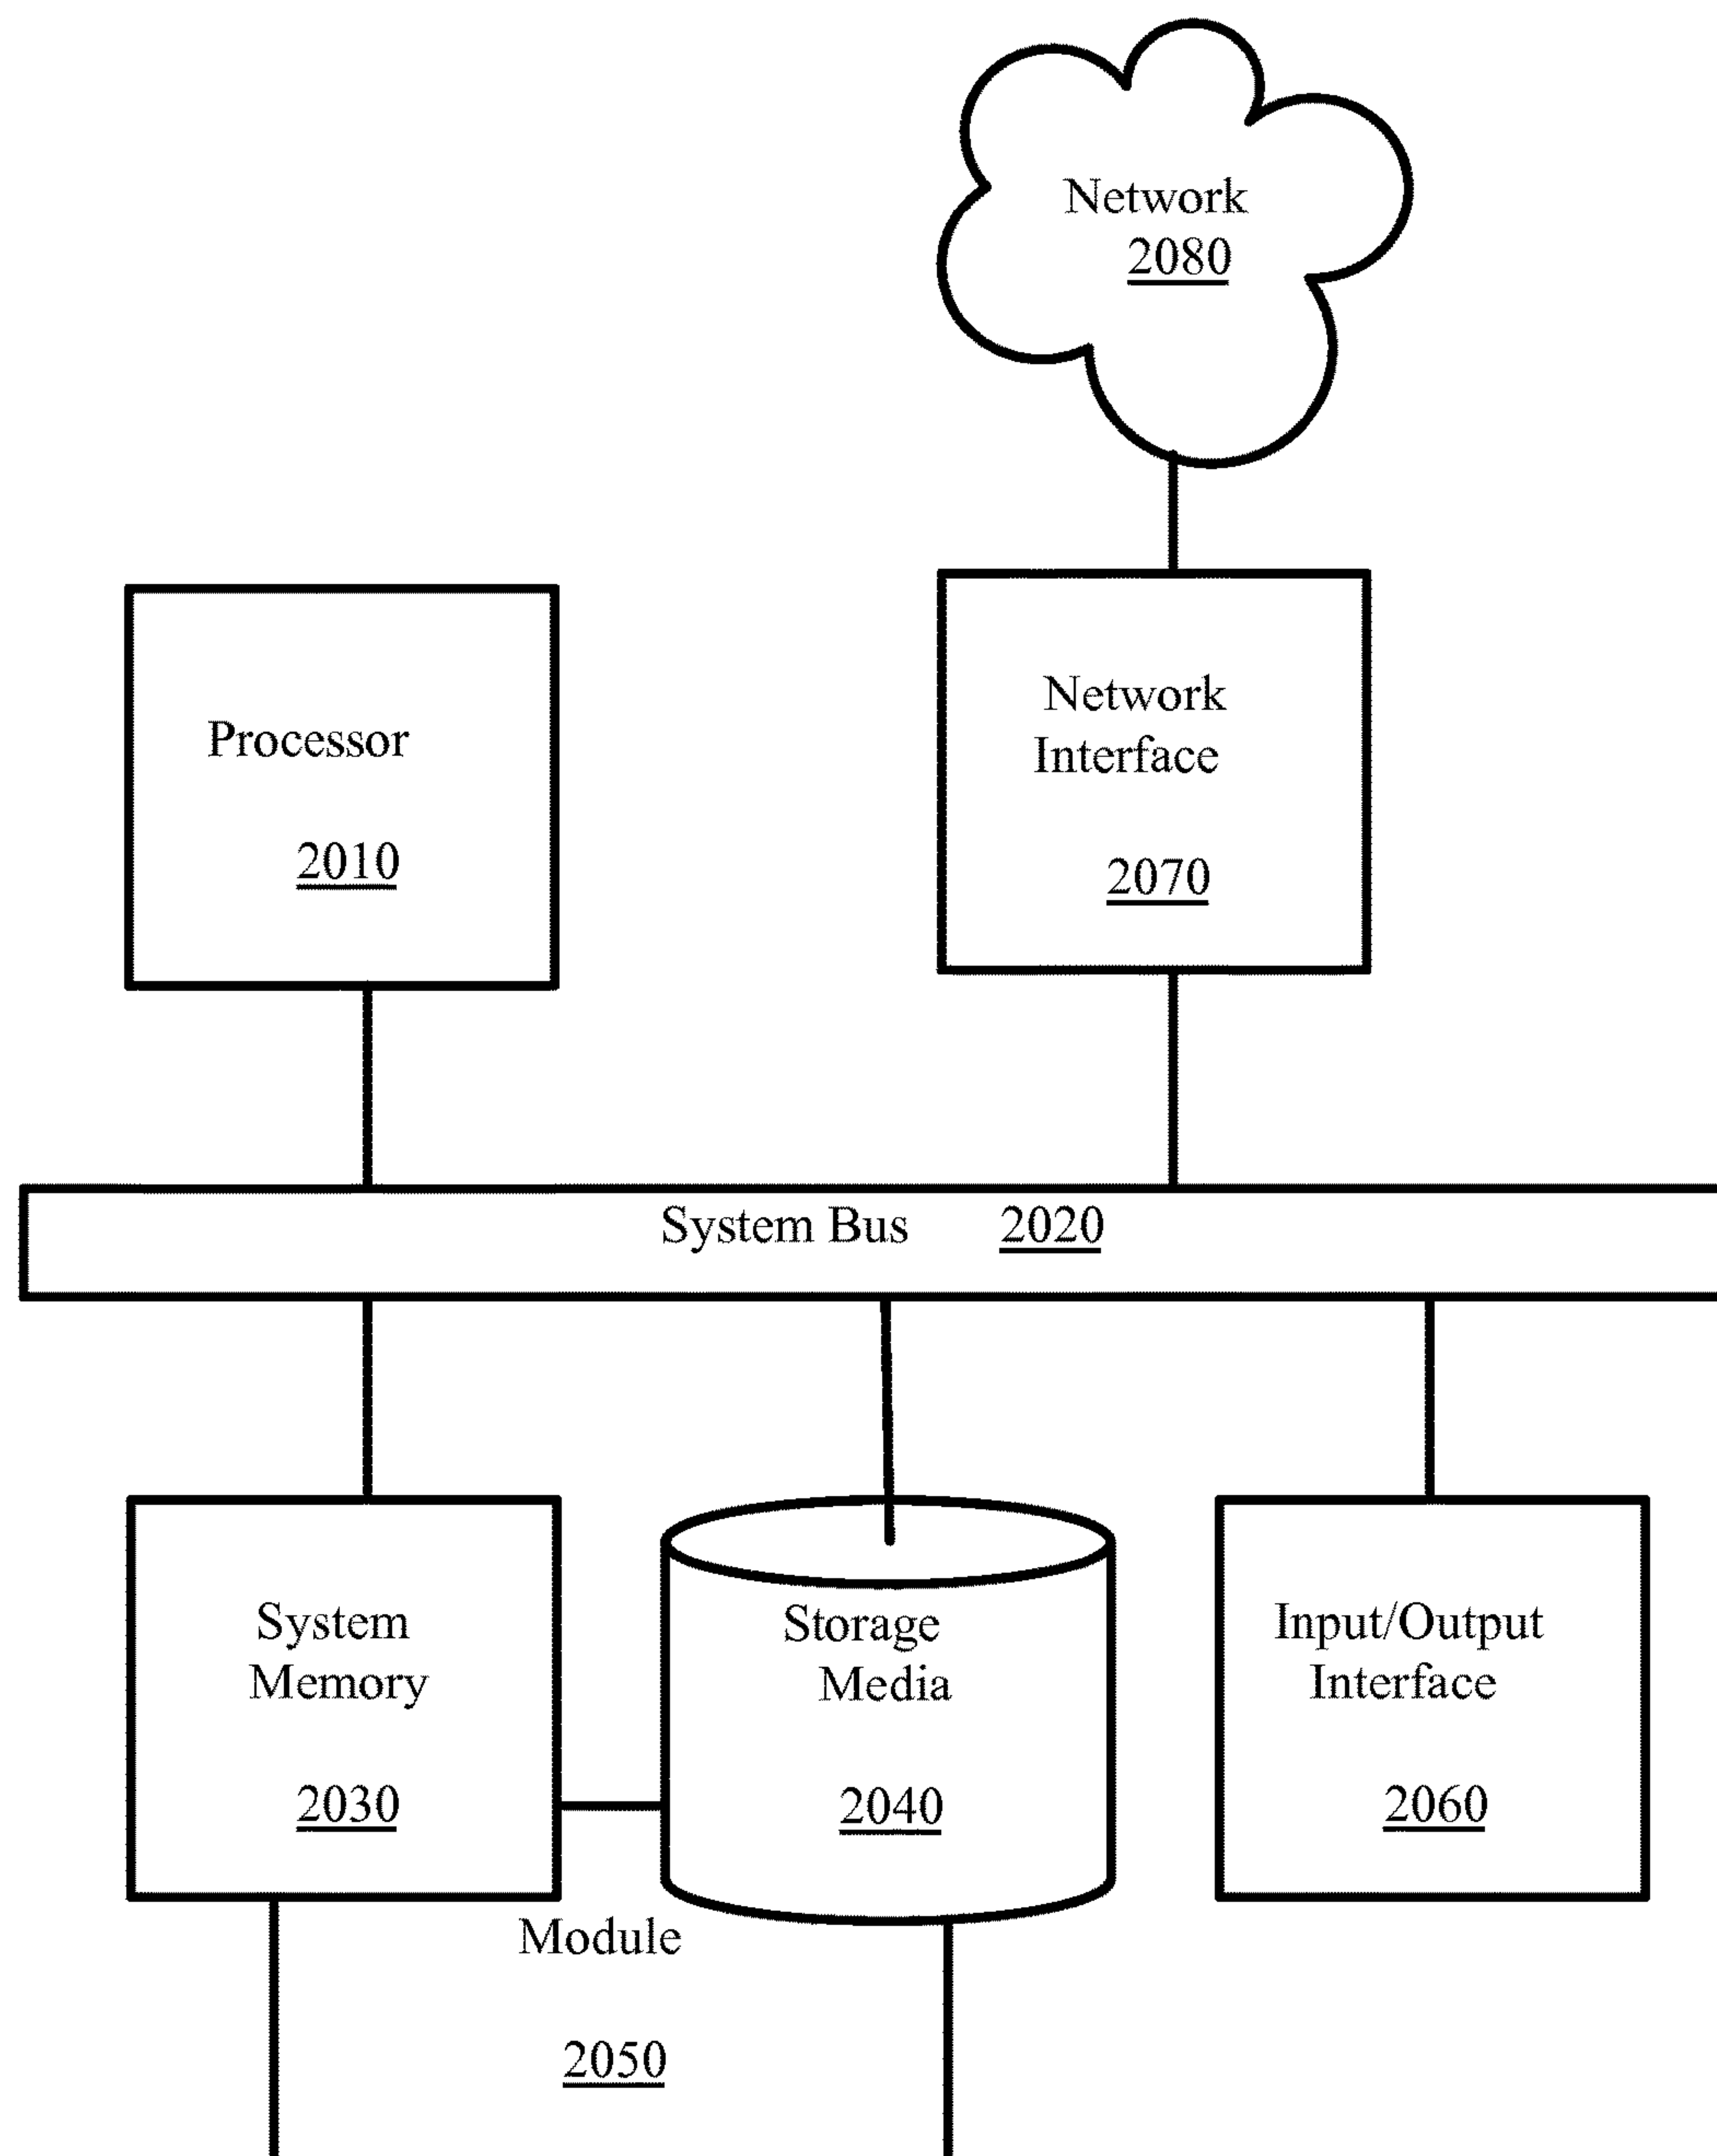 Network
2080
Processor
2010
Network
Interface
2070
System Bus 2020
System
Memory
2030
Storage
Media
2040
Input/Output
Interface
2060
Module
2050